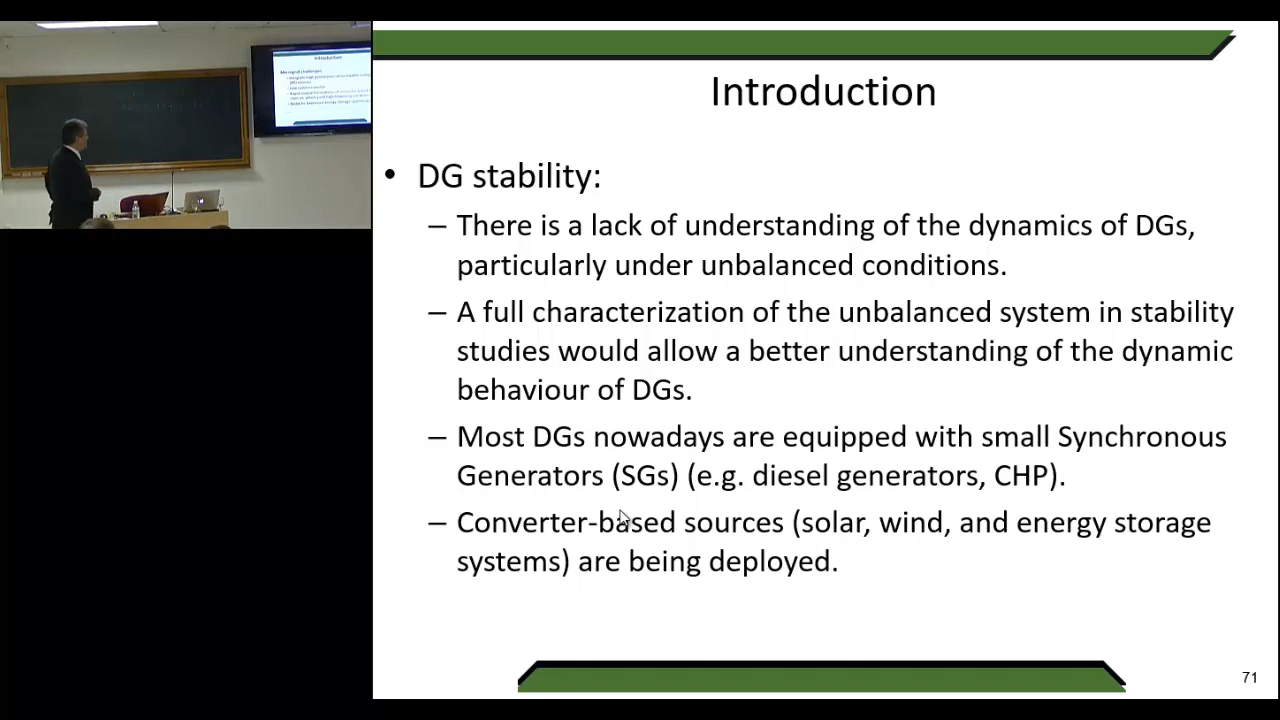 Introduction
• DG stability:
– There is a lack of understanding of the dynamics of DGs,
particularly under unbalanced conditions.
– A full characterization of the unbalanced system in stability
studies would allow a better understanding of the dynamic
behaviour of DGs.
– Most DGs nowadays are equipped with small Synchronous
Generators (SGs) (e.g. diesel generators, CHP).
– Converter-based sources (solar, wind, and energy storage
systems) are being deployed.
71
Introduction